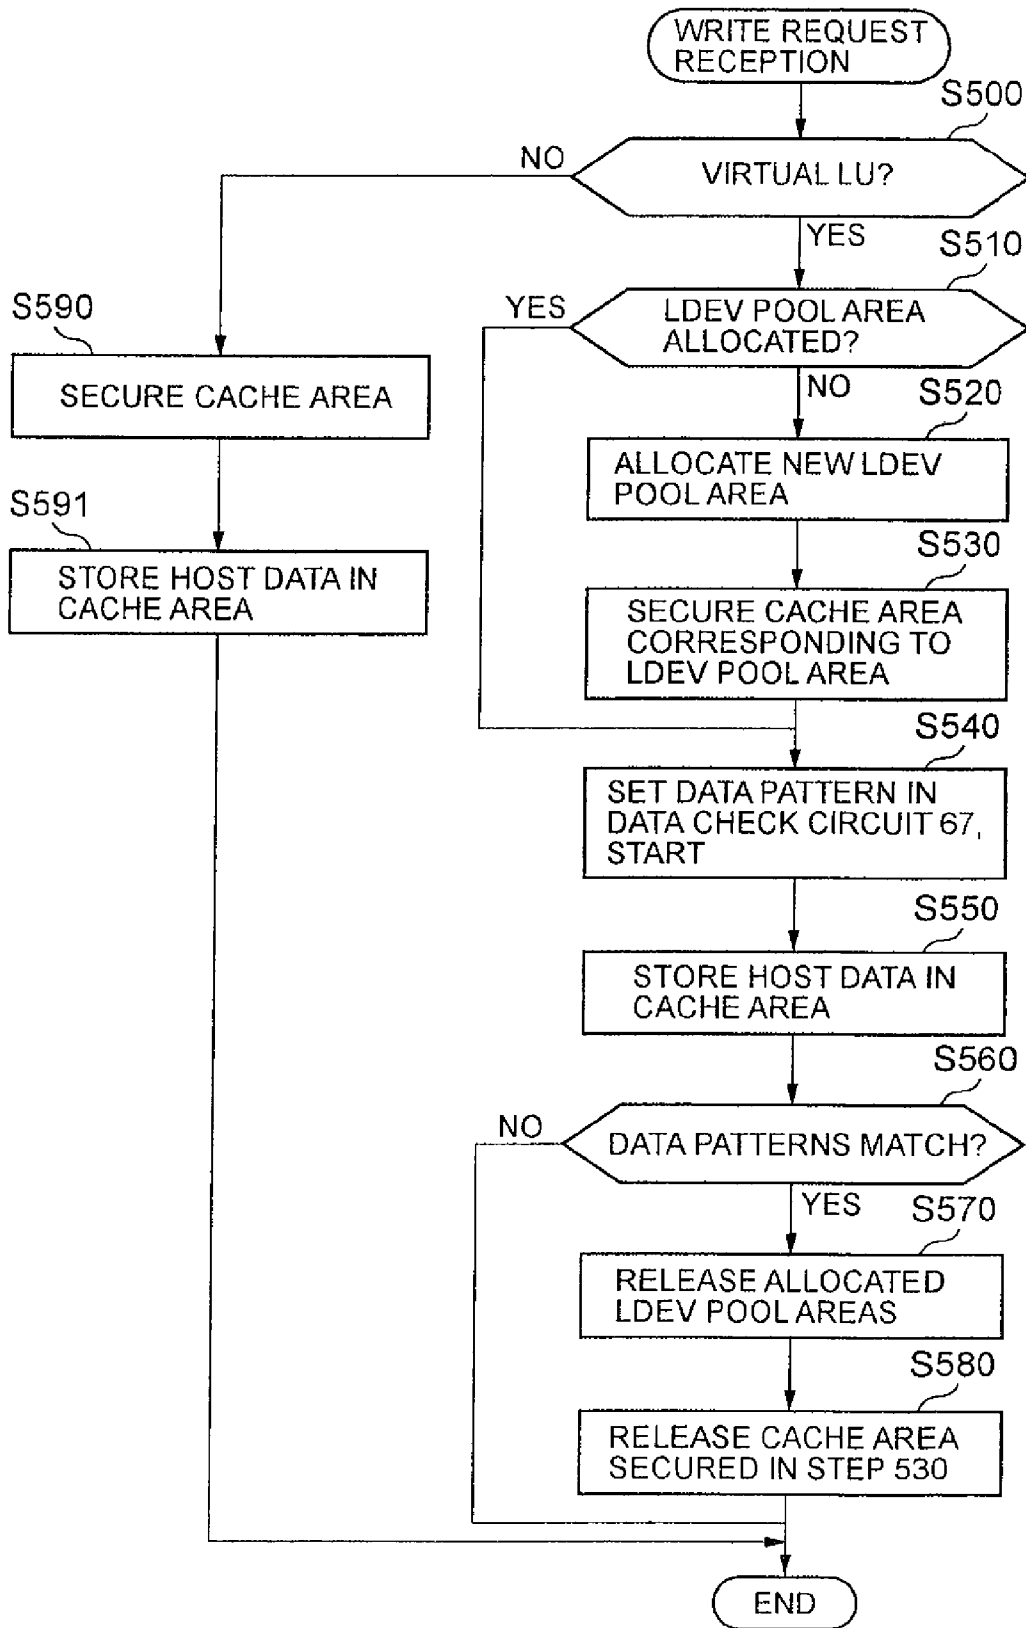 WRITE REQUEST
RECEPTION
S500
VIRTUAL LU?
NO
YES
S510
LDEV POOL AREA
ALLOCATED?
YES
NO
S590
SECURE CACHE AREA
S520
ALLOCATE NEW LDEV
POOL AREA
S591
STORE HOST DATA IN
CACHE AREA
S530
SECURE CACHE AREA
CORRESPONDING TO
LDEV POOL AREA
S540
SET DATA PATTERN IN
DATA CHECK CIRCUIT 67,
START
S550
STORE HOST DATA IN
CACHE AREA
S560
DATA PATTERNS MATCH?
NO
YES
S570
RELEASE ALLOCATED
LDEV POOL AREAS
S580
RELEASE CACHE AREA
SECURED IN STEP 530
END